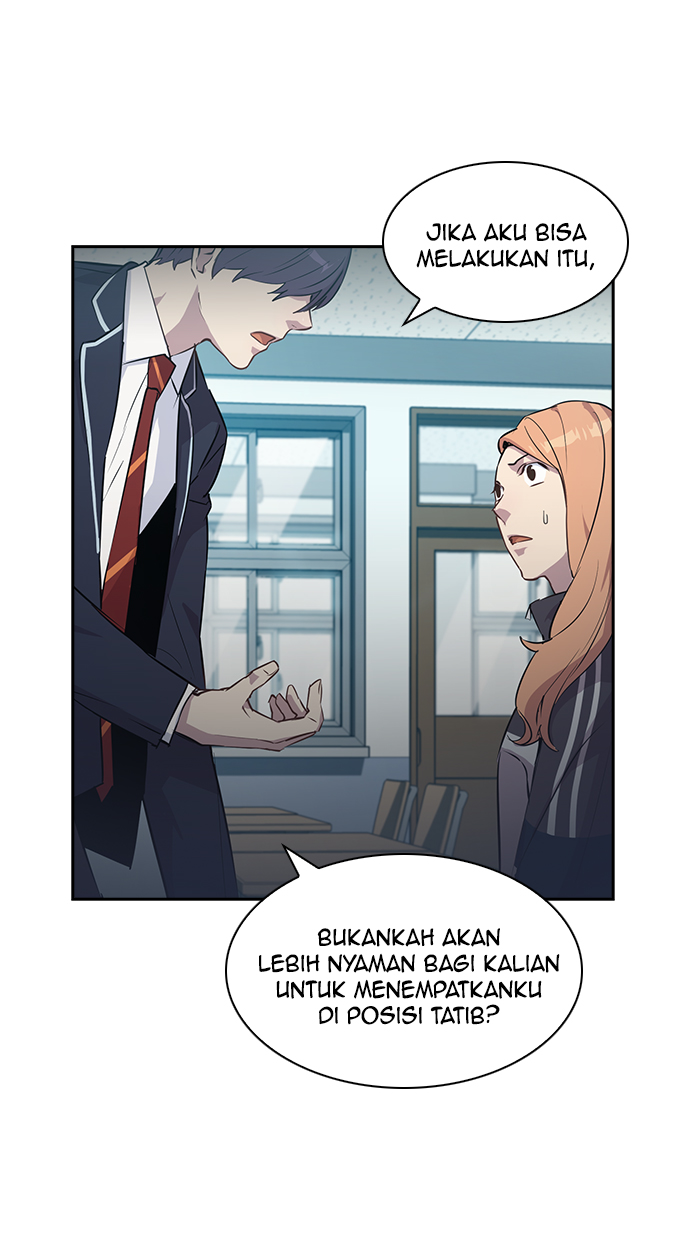 JIKA AKU BISA
MELAKUKAN ITU,
BUKANKAH AKAN
LEBIH NYAMAN BAGI KALIAN
UNTUK MENEMPATKANKU
DI POSISI TATIB?